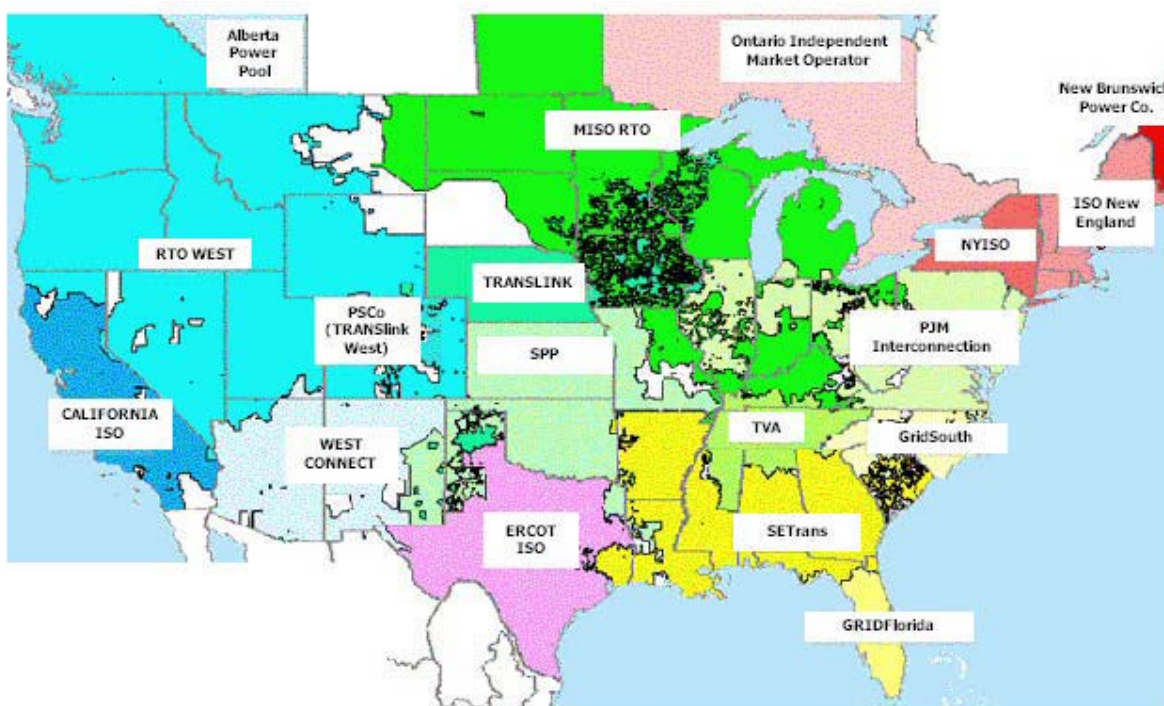 Alberta
Power
Pool
Ontario Independent
Market Operator
New Brunswick
Power Co.
MISO RTO
ISO New
England
NYISO
RTO WEST
TRANSLINK
PSCo
(TRANSlink
West)
SPP
PJM
Interconnection
CALIFORNIA
ISO
WEST
CONNECT
TVA
GridSouth
ERCOT
ISO
SETrans
GRIDFlorida